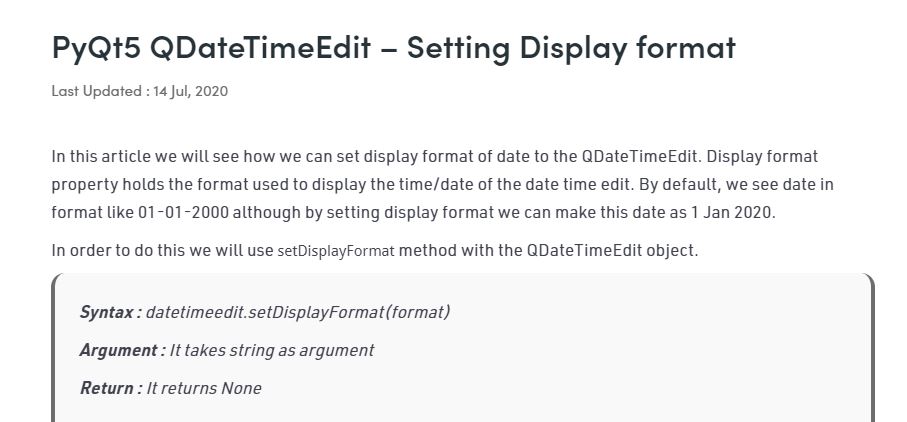 PyQt5 QDateTimeEdit – Setting Display format
Last Updated : 14 Jul, 2020
In this article we will see how we can set display format of date to the QDateTimeEdit. Display format
property holds the format used to display the time/date of the date time edit. By default, we see date in
format like 01-01-2000 although by setting display format we can make this date as 1 Jan 2020.
In order to do this we will use setDisplayFormat method with the QDateTimeEdit object.
Syntax : datetimeedit.setDisplayFormat(format)
Argument : It takes string as argument
Return : It returns None